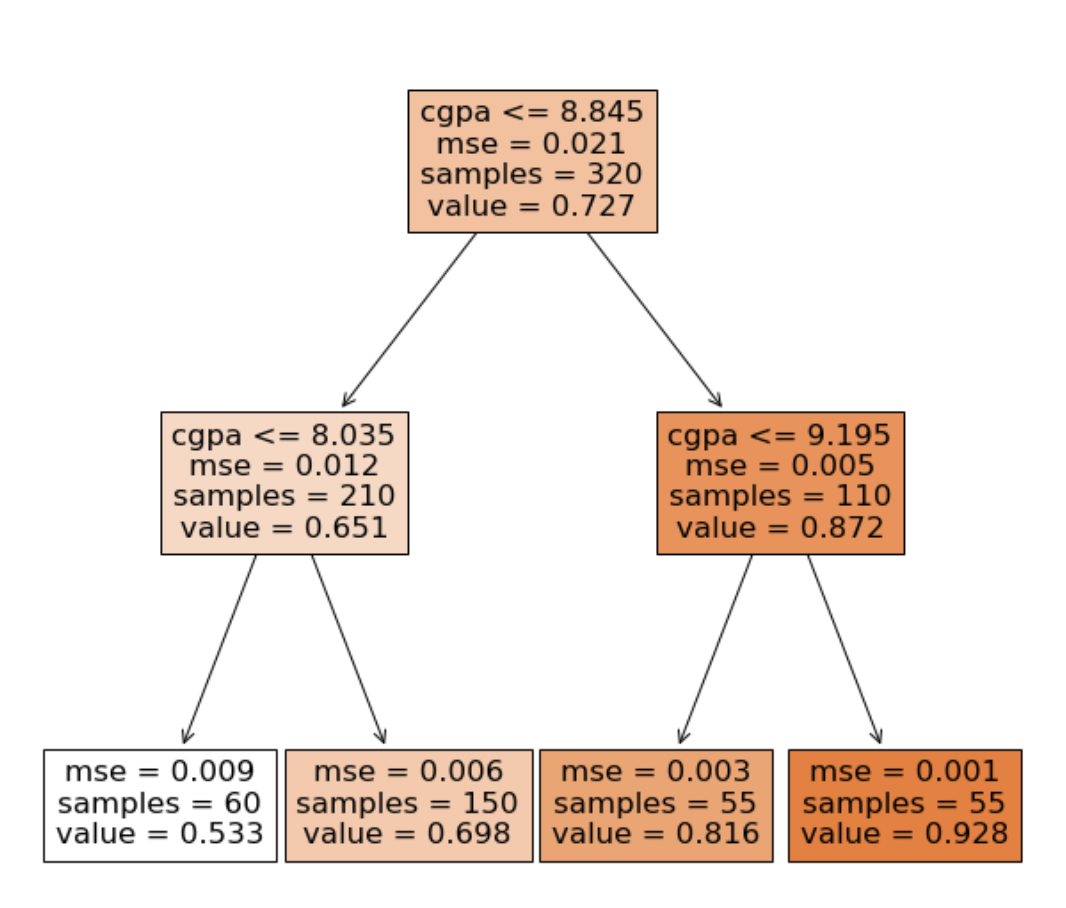 cgpa <= 8.845
mse = 0.021
samples = 320
value = 0.727
cgpa <= 8.035
mse = 0.012
samples = 210
value = 0.651
cgpa <= 9.195
mse = 0.005
samples = 110
value = 0.872
mse = 0.009
samples = 60
value = 0.533
mse = 0.006
samples = 150
value = 0.698
mse = 0.003
samples = 55
value = 0.816
mse = 0.001
samples = 55
value = 0.928